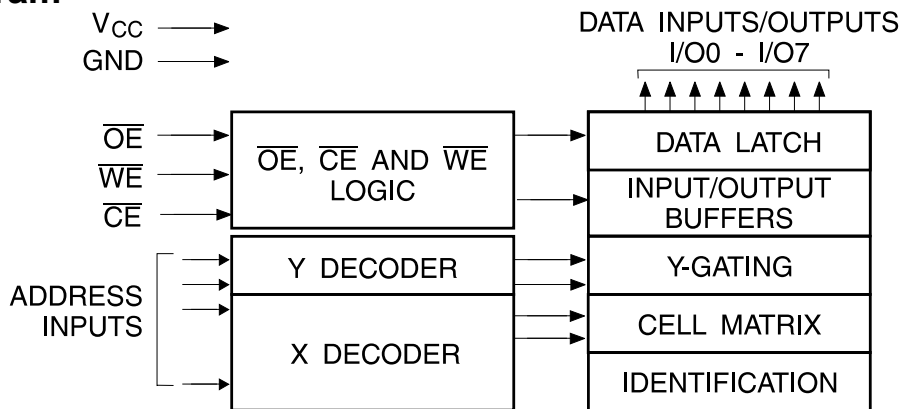 VCC
GND
DATA INPUTS/OUTPUTS
I/O0 - I/O7
OE
WE
CE
OE, CE AND WE
LOGIC
DATA LATCH
INPUT/OUTPUT
BUFFERS
ADDRESS
INPUTS
Y DECODER
Y-GATING
X DECODER
CELL MATRIX
IDENTIFICATION